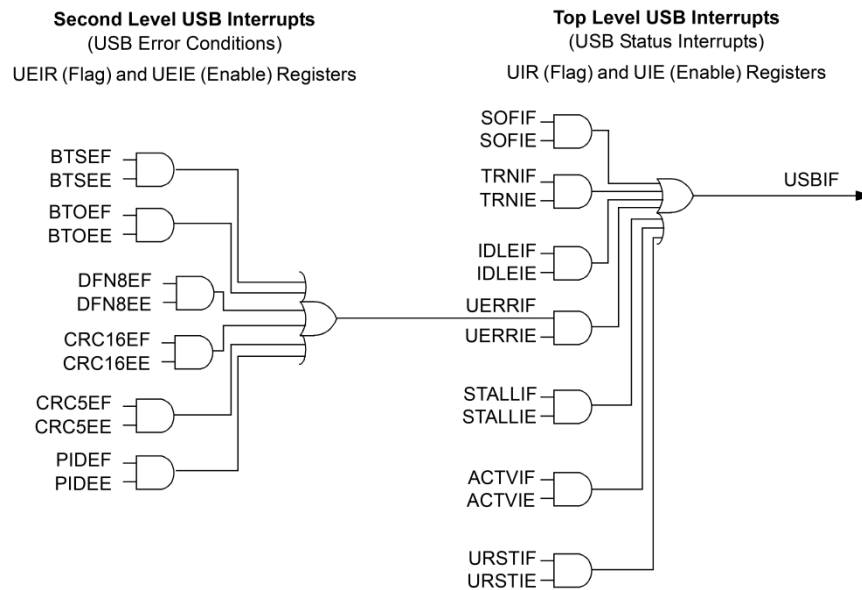 Second Level USB Interrupts
(USB Error Conditions)
UEIR (Flag) and UEIE (Enable) Registers
BTSEF
BTSEE
BTOEF
BTOEE
DFN8EF
DFN8EE
CRC16EF
CRC16EE
CRC5EF
CRC5EE
PIDEF
PIDEE
Top Level USB Interrupts
(USB Status Interrupts)
UIR (Flag) and UIE (Enable) Registers
SOFIF
SOFIE
TRNIF
TRNIE
IDLEIF
IDLEIE
UERRIF
UERRIE
STALLIF
STALLIE
ACTVIF
ACTVIE
URSTIF
URSTIE
USBIF